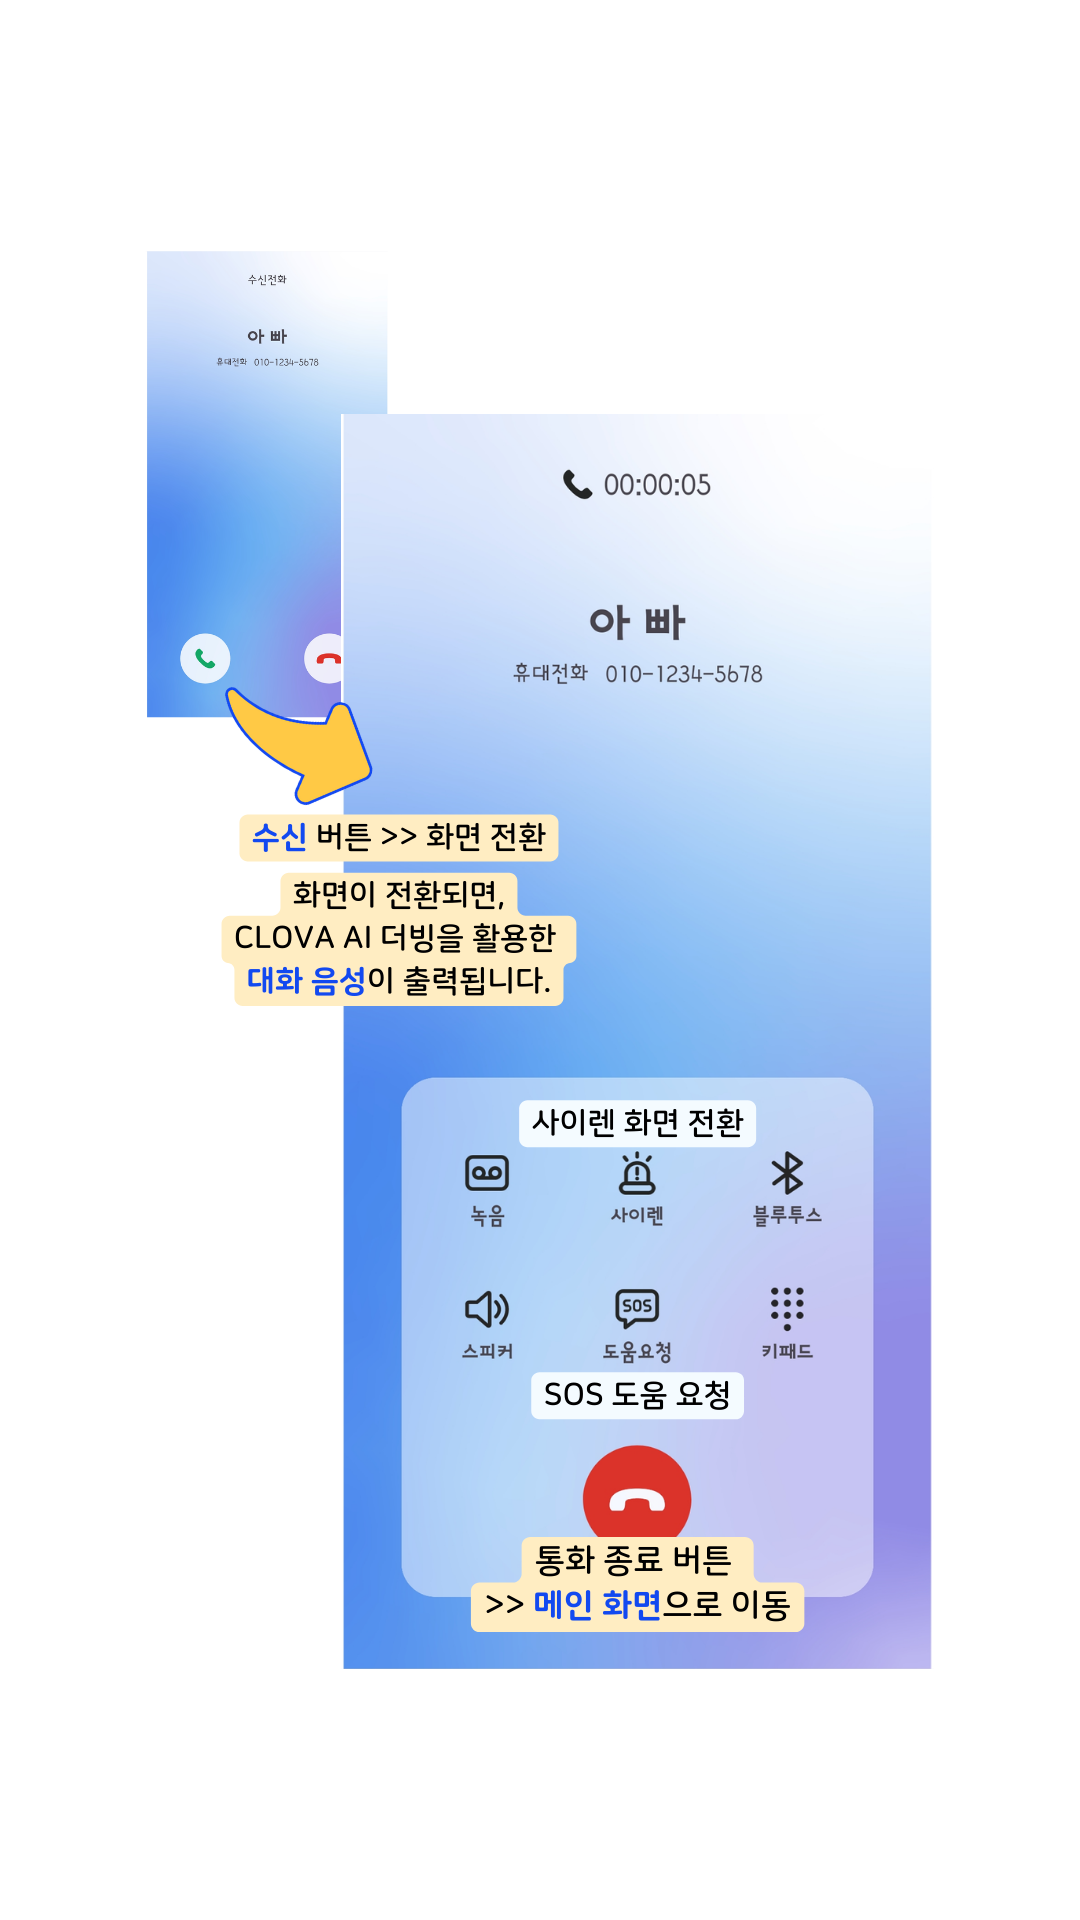 수신전화
아빠
휴대전화 010-1234-5678
00:00:05
아빠
휴대전화 010-1234-5678
수신 버튼 >> 화면 전환
화면이 전환되면,
CLOVA AI 더빙을 활용한
대화 음성이 출력됩니다.
사이렌 화면 전환
녹음 사이렌 블루투스
SOS
스피커 도움요청 키패드
SOS 도움 요청
통화 종료 버튼
>> 메인 화면으로 이동